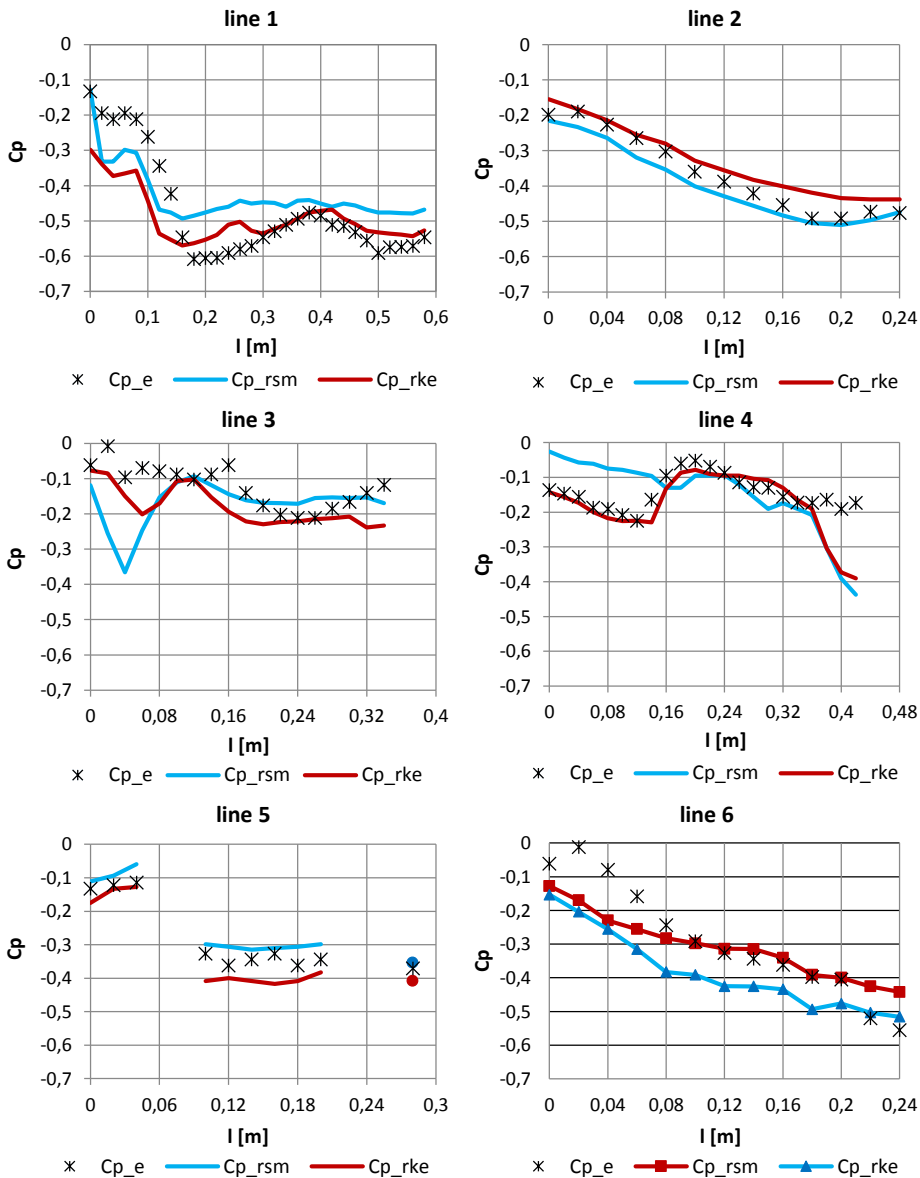 line 1
0
-0,1
-0,2
-0,3
-0,4
-0,5
-0,6
-0,7
Cp
0 0,1 0,2 0,3 0,4 0,5 0,6
l [m]
Cp_e Cp_rsm Cp_rke
line 2
0
-0,1
-0,2
-0,3
-0,4
-0,5
-0,6
-0,7
Cp
0 0,04 0,08 0,12 0,16 0,2 0,24
l [m]
Cp_e Cp_rsm Cp_rke
line 3
0
-0,1
-0,2
-0,3
-0,4
-0,5
-0,6
-0,7
Cp
0 0,08 0,16 0,24 0,32 0,4
l [m]
Cp_e Cp_rsm Cp_rke
line 4
0
-0,1
-0,2
-0,3
-0,4
-0,5
-0,6
-0,7
Cp
0 0,08 0,16 0,24 0,32 0,4 0,48
l [m]
Cp_e Cp_rsm Cp_rke
line 5
0
-0,1
-0,2
-0,3
-0,4
-0,5
-0,6
-0,7
Cp
0 0,06 0,12 0,18 0,24 0,3
l [m]
Cp_e Cp_rsm Cp_rke
line 6
0
-0,1
-0,2
-0,3
-0,4
-0,5
-0,6
-0,7
Cp
0 0,04 0,08 0,12 0,16 0,2 0,24
l [m]
Cp_e Cp_rsm Cp_rke